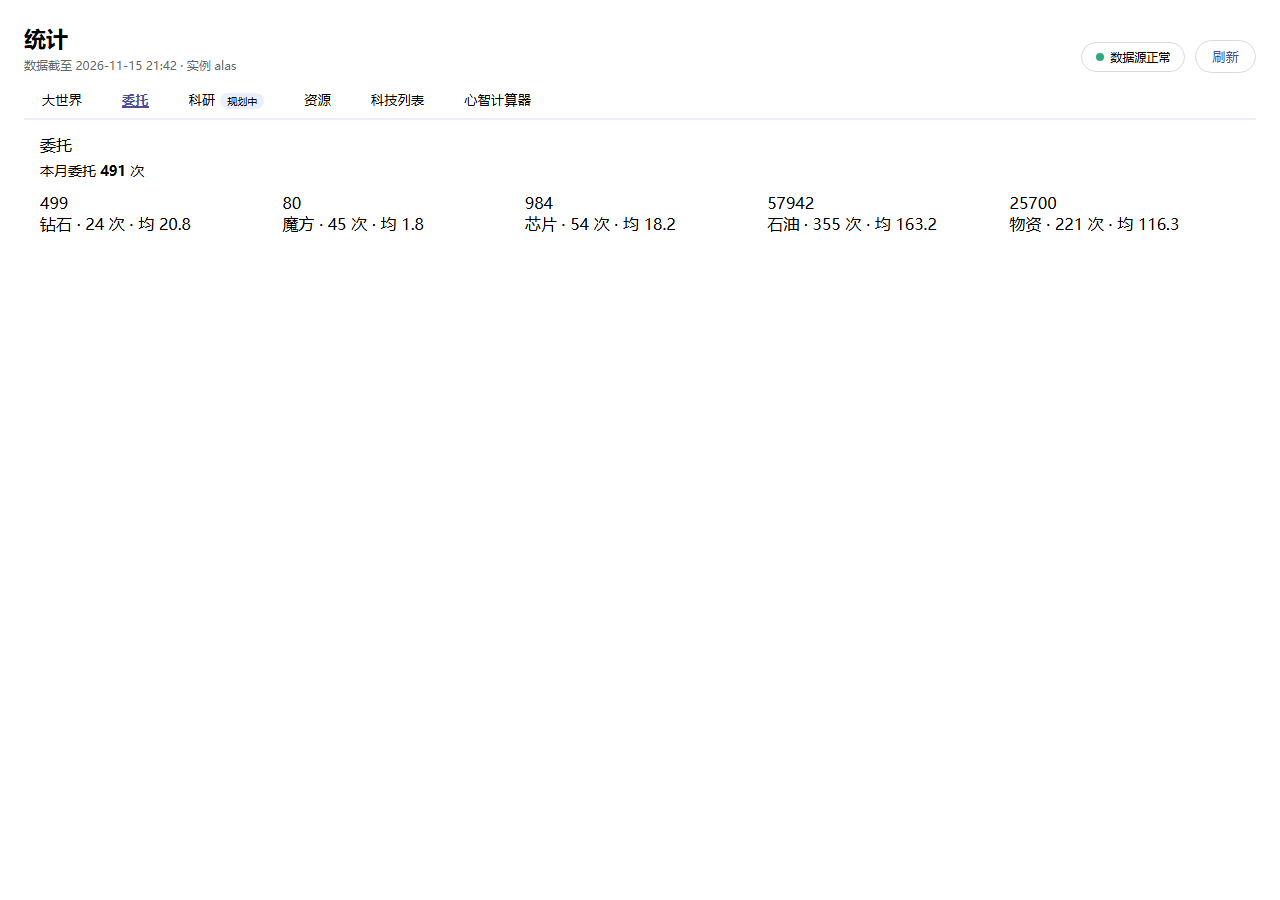 统计
数据截至 2026-11-15 21:42 · 实例 alas
数据源正常
刷新
大世界 委托 科研 规划中 资源 科技列表 心智计算器
委托
本月委托 491 次
499 80 984 57942 25700
钻石 · 24 次 · 均 20.8 魔方 · 45 次 · 均 1.8 芯片 · 54 次 · 均 18.2 石油 · 355 次 · 均 163.2 物资 · 221 次 · 均 116.3